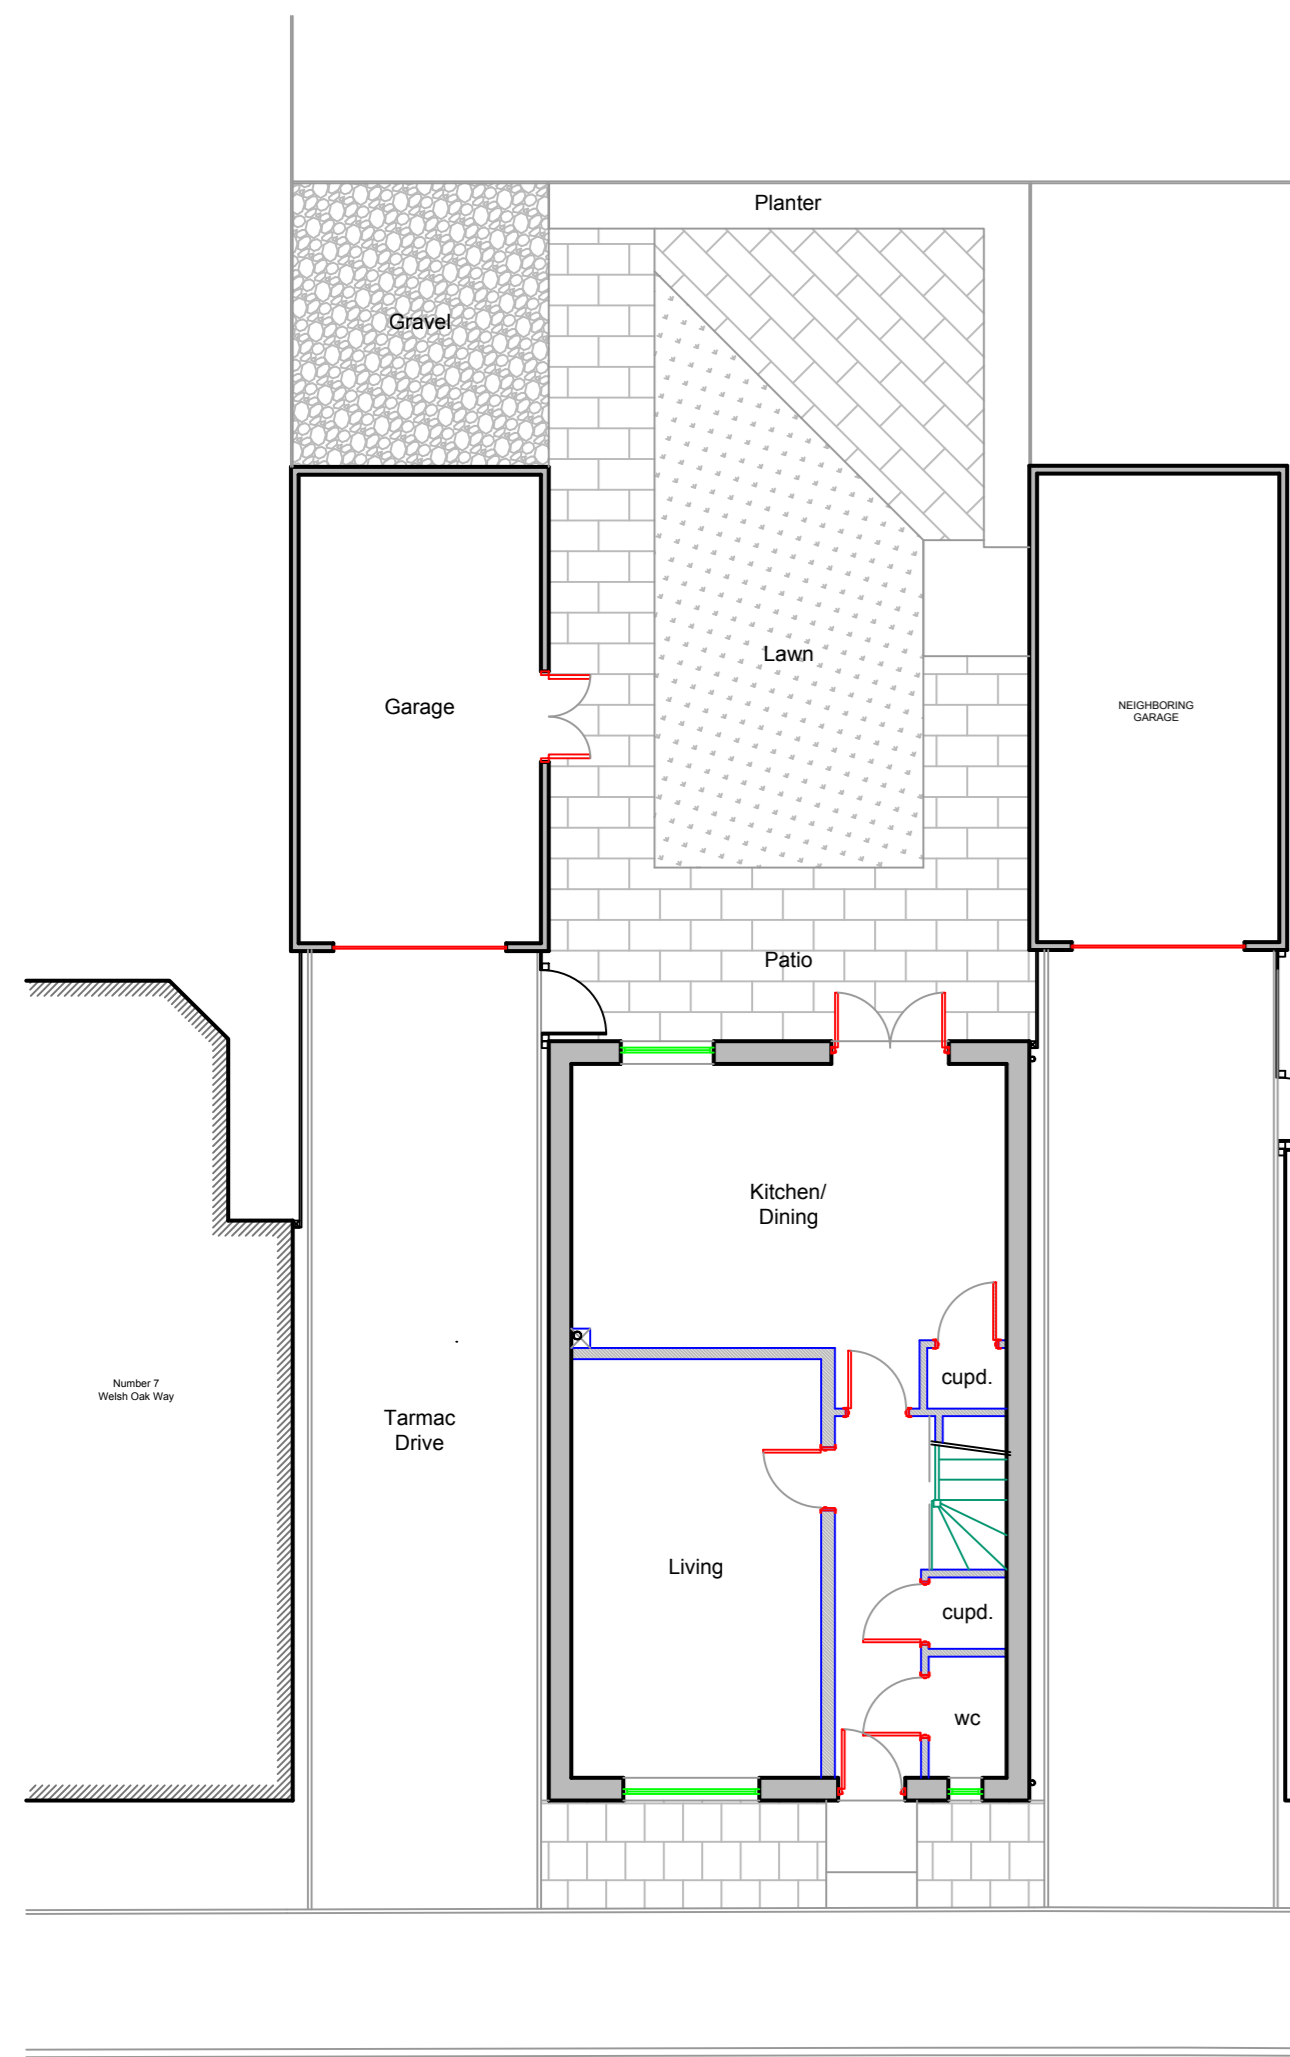 Planter
Gravel
Lawn
Garage
NEIGHBORING
GARAGE
Patio
Kitchen/
Dining
cupd.
Number 7
Welsh Oak Way
Tarmac
Drive
Living
cupd.
wc